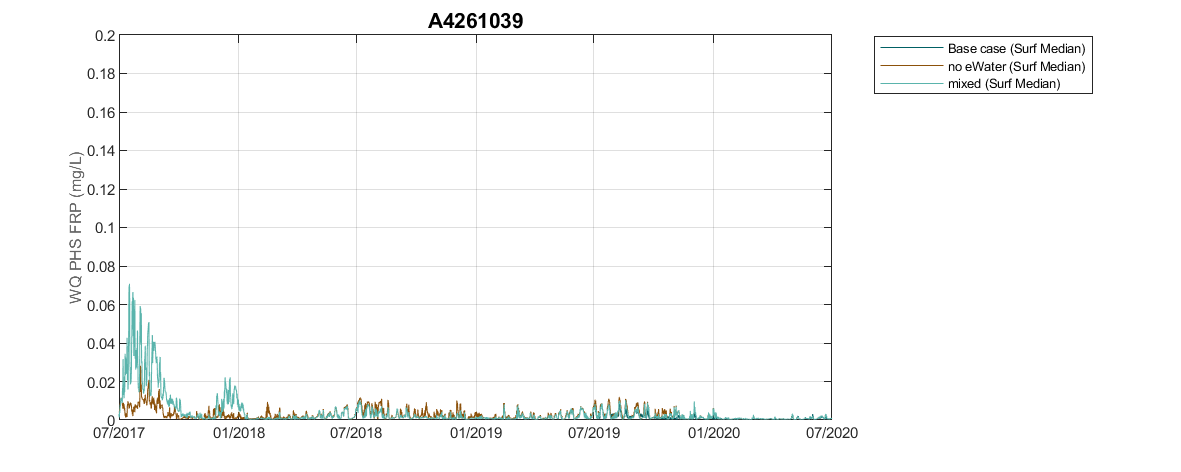 A4261039
WQ PHS FRP (mg/L)
0.2
0.18
0.16
0.14
0.12
0.1
0.08
0.06
0.04
0.02
0
07/2017 01/2018 07/2018 01/2019 07/2019 01/2020 07/2020
Base case (Surf Median)
no eWater (Surf Median)
mixed (Surf Median)